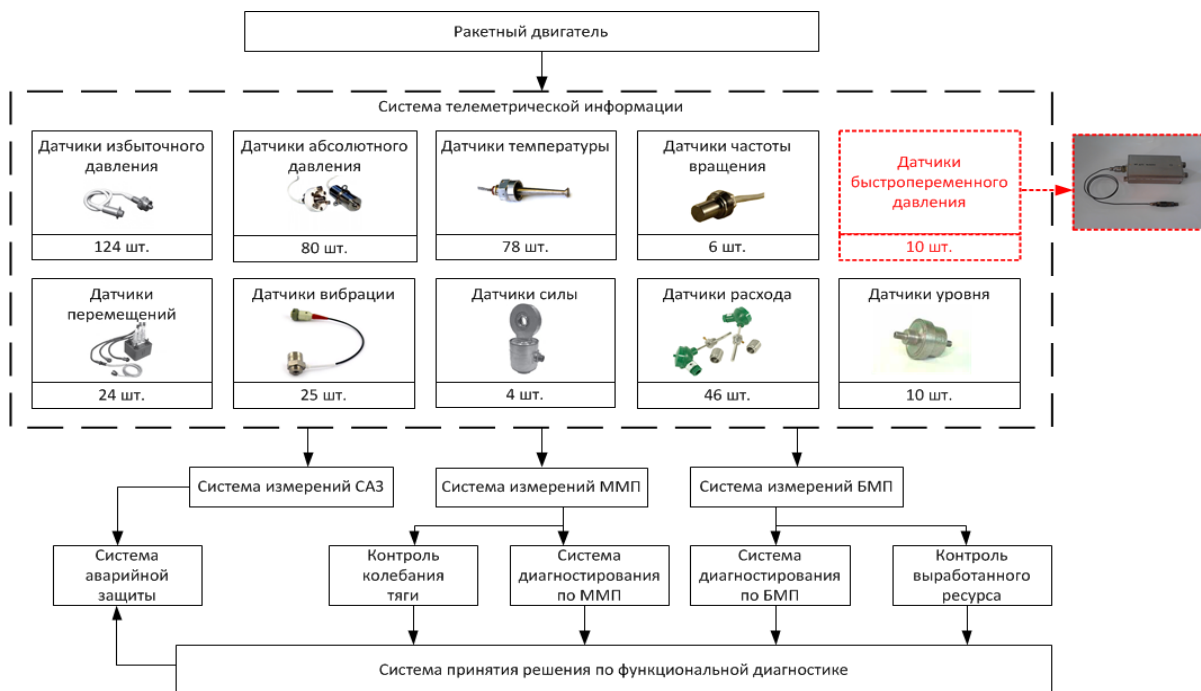 Ракетный двигатель
Система телеметрической информации
Датчики избыточного
давления
124 шт.
Датчики абсолютного
давления
80 шт.
Датчики температуры
78 шт.
Датчики частоты
вращения
6 шт.
Датчики
быстропеременного
давления
10 шт.
Датчики
перемещений
24 шт.
Датчики вибрации
25 шт.
Датчики силы
4 шт.
Датчики расхода
46 шт.
Датчики уровня
10 шт.
Система измерений САЗ
Система измерений ММП
Система измерений БМП
Система
аварийной
защиты
Контроль
колебания
тяги
Система
диагностирования
по ММП
Система
диагностирования
по БМП
Контроль
выработанного
ресурса
Система принятия решения по функциональной диагностике